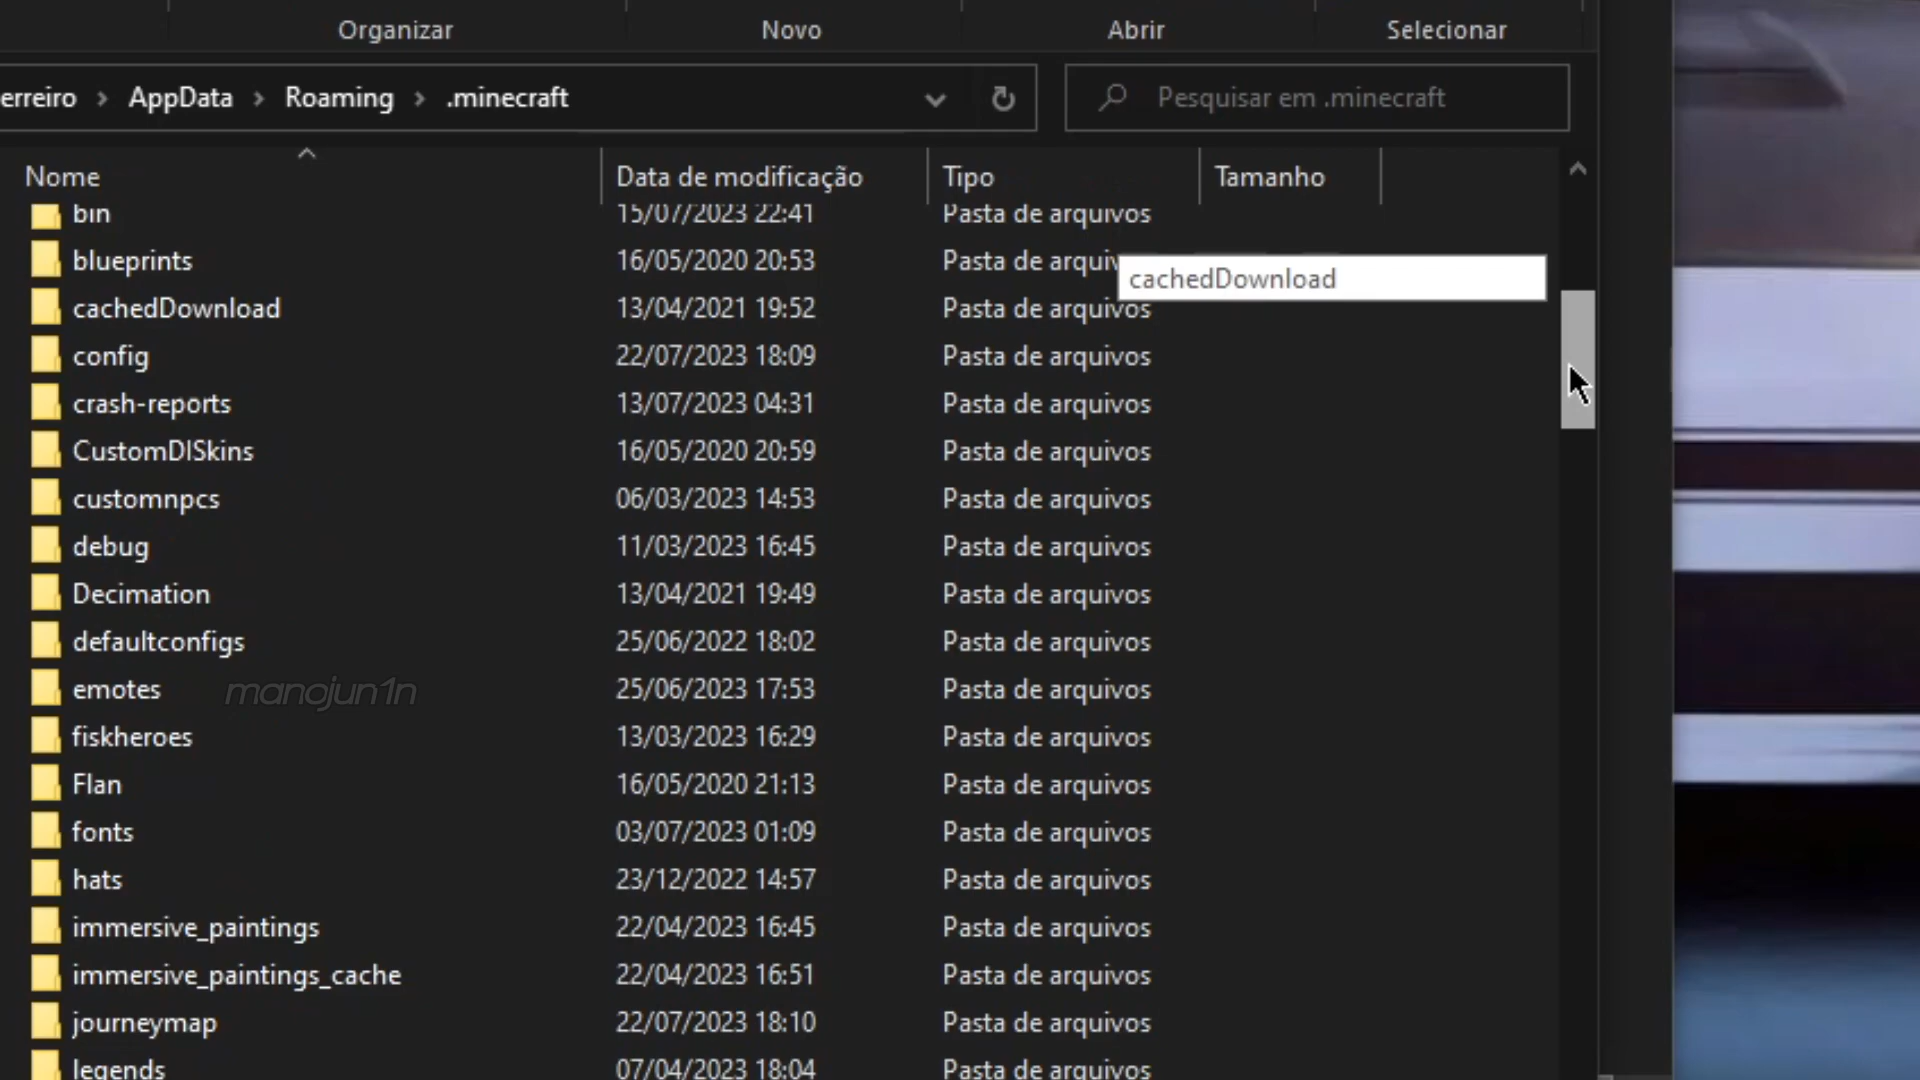 Organizar Novo Abrir Selecionar
erreiro > AppData > Roaming > .minecraft Pesquisar em .minecraft
Nome Data de modificação Tipo Tamanho
bin 15/07/2023 22:41 Pasta de arquivos
blueprints 16/05/2020 20:53 Pasta de arquiv
cachedDownload
cachedDownload 13/04/2021 19:52 Pasta de arquivos
config 22/07/2023 18:09 Pasta de arquivos
crash-reports 13/07/2023 04:31 Pasta de arquivos
CustomDISkins 16/05/2020 20:59 Pasta de arquivos
customnpcs 06/03/2023 14:53 Pasta de arquivos
debug 11/03/2023 16:45 Pasta de arquivos
Decimation 13/04/2021 19:49 Pasta de arquivos
defaultconfigs 25/06/2022 18:02 Pasta de arquivos
emotes manojun1n 25/06/2023 17:53 Pasta de arquivos
fiskheroes 13/03/2023 16:29 Pasta de arquivos
Flan 16/05/2020 21:13 Pasta de arquivos
fonts 03/07/2023 01:09 Pasta de arquivos
hats 23/12/2022 14:57 Pasta de arquivos
immersive_paintings 22/04/2023 16:45 Pasta de arquivos
immersive_paintings_cache 22/04/2023 16:51 Pasta de arquivos
journeymap 22/07/2023 18:10 Pasta de arquivos
legends 07/04/2023 18:04 Pasta de arquivos